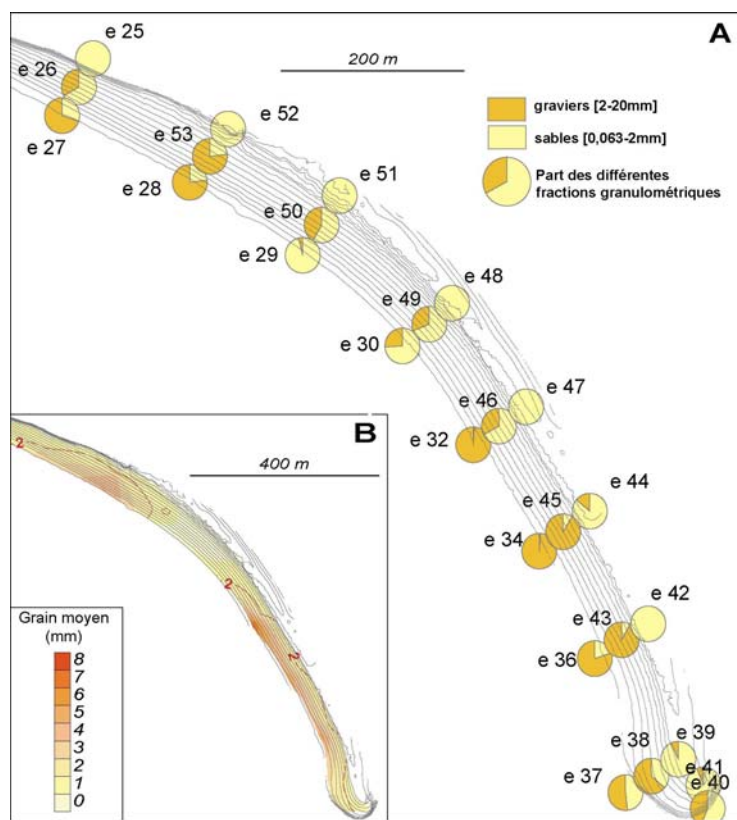 A
200 m
graviers [2-20mm]
sables [0,063-2mm]
Part des différentes
fractions granulométriques
e 25
e 26
e 27
e 52
e 53
e 28
e 51
e 50
e 29
e 48
e 49
e 30
e 47
e 46
e 32
e 44
e 45
e 34
e 42
e 43
e 36
e 39
e 38
e 41
e 37
e 40
B
400 m
2
2
2
Grain moyen
(mm)
8
7
6
5
4
3
2
1
0